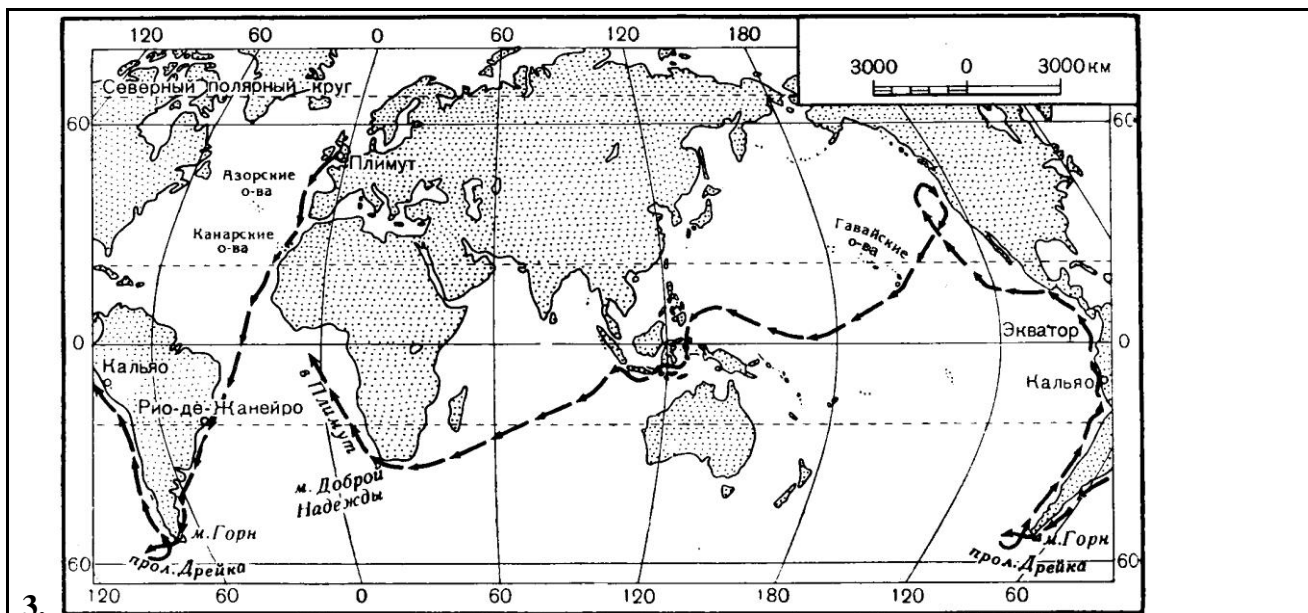 120 60 0 60 120 180
3000 0 3000 км
Северный полярный круг
60 60
Плимут
Азорские
о-ва
Канарские
о-ва
Гавайские
о-ва
Экватор
0 0
Кальяо
Кальяо
Рио-де-Жанейро
в Плимут
м. Доброй
Надежды
м. Горн
прол. Дрейка
м. Горн
прол. Дрейка
60 60
120 60 0 60 120 180 120 60
3.